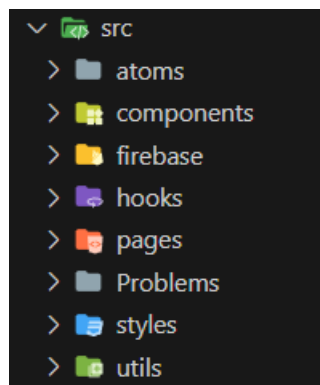 src
atoms
components
firebase
hooks
pages
Problems
styles
utils